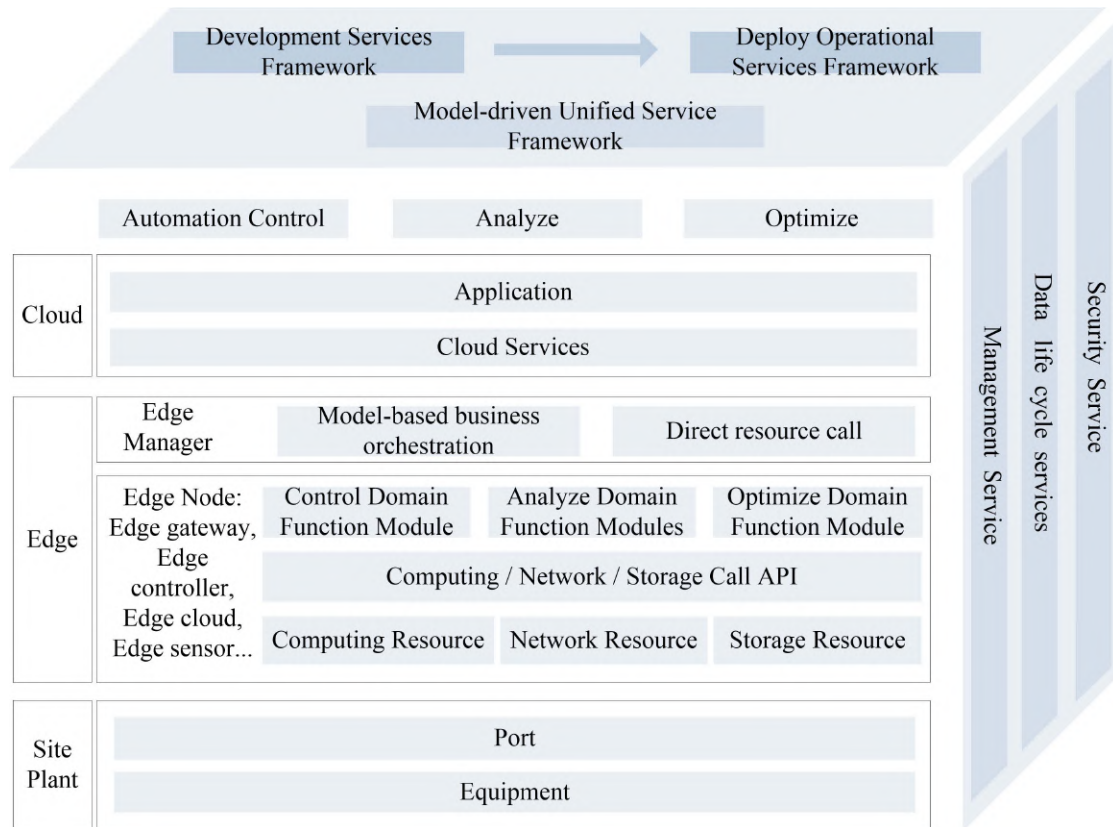 Development Services
Framework
Deploy Operational
Services Framework
Model-driven Unified Service
Framework
Automation Control
Analyze
Optimize
Cloud
Application
Cloud Services
Edge
Edge
Manager
Model-based business
orchestration
Direct resource call
Edge Node:
Edge gateway,
Edge
controller,
Edge cloud,
Edge sensor...
Control Domain
Function Module
Analyze Domain
Function Modules
Optimize Domain
Function Module
Computing / Network / Storage Call API
Computing Resource
Network Resource
Storage Resource
Site
Plant
Port
Equipment
Management Service
Data life cycle services
Security Service